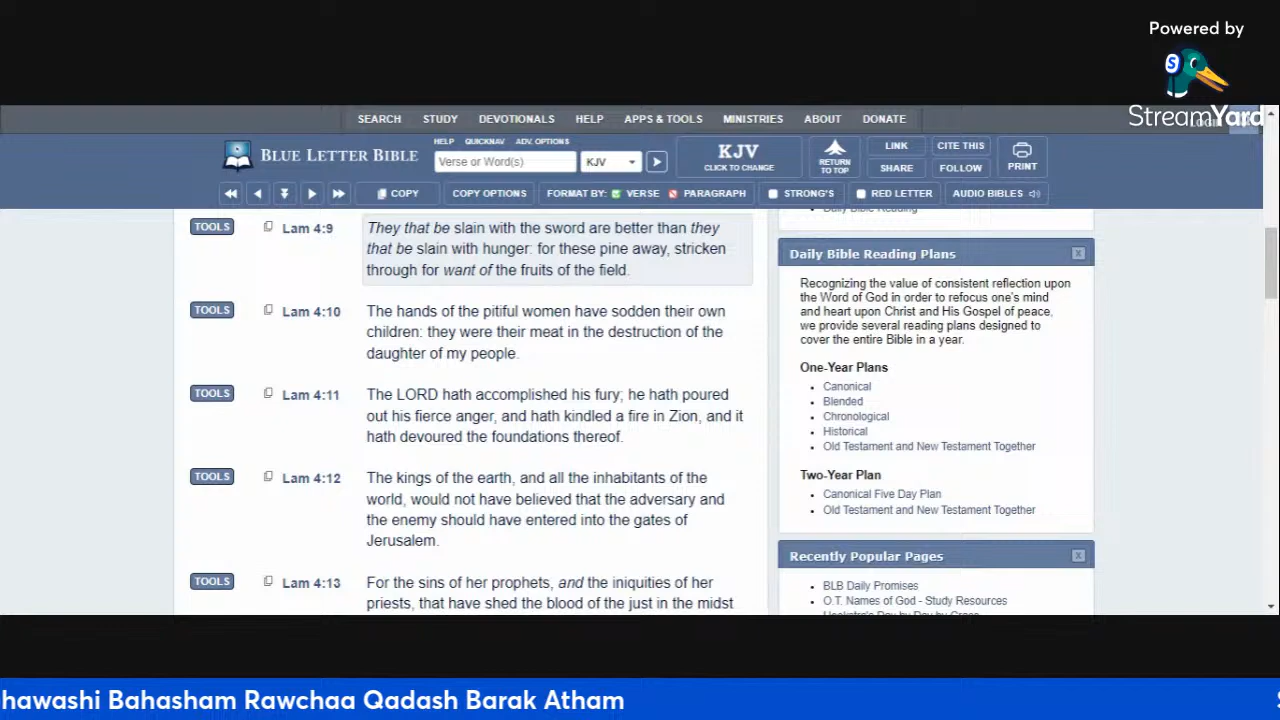 Powered by
S
StreamYard
SEARCH STUDY DEVOTIONALS HELP APPS & TOOLS MINISTRIES ABOUT DONATE
BLUE LETTER BIBLE
HELP QUICKNAV ADV. OPTIONS
Verse or Word(s) KJV
KJV
CLICK TO CHANGE
RETURN
TO TOP
LINK CITE THIS
SHARE FOLLOW
PRINT
COPY COPY OPTIONS FORMAT BY: VERSE PARAGRAPH STRONG'S RED LETTER AUDIO BIBLES
TOOLS Lam 4:9 They that be slain with the sword are better than they
that be slain with hunger: for these pine away, stricken
through for want of the fruits of the field.
TOOLS Lam 4:10 The hands of the pitiful women have sodden their own
children: they were their meat in the destruction of the
daughter of my people.
TOOLS Lam 4:11 The LORD hath accomplished his fury; he hath poured
out his fierce anger, and hath kindled a fire in Zion, and it
hath devoured the foundations thereof.
TOOLS Lam 4:12 The kings of the earth, and all the inhabitants of the
world, would not have believed that the adversary and
the enemy should have entered into the gates of
Jerusalem.
TOOLS Lam 4:13 For the sins of her prophets, and the iniquities of her
priests, that have shed the blood of the just in the midst
Daily Bible Reading
Daily Bible Reading Plans x
Recognizing the value of consistent reflection upon
the Word of God in order to refocus one's mind
and heart upon Christ and His Gospel of peace,
we provide several reading plans designed to
cover the entire Bible in a year.
One-Year Plans
Canonical
Blended
Chronological
Historical
Old Testament and New Testament Together
Two-Year Plan
Canonical Five Day Plan
Old Testament and New Testament Together
Recently Popular Pages x
BLB Daily Promises
O.T. Names of God - Study Resources
hawashi Bahasham Rawchaa Qadash Barak Atham